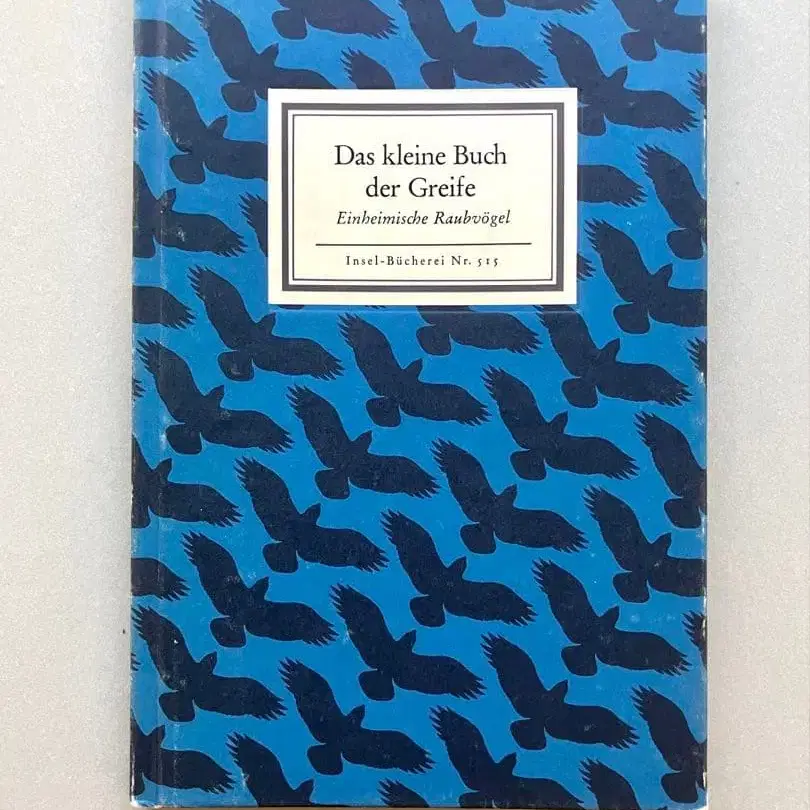 Das kleine Buch
der Greife
Einheimische Raubvögel
Insel-Bücherei Nr. 515